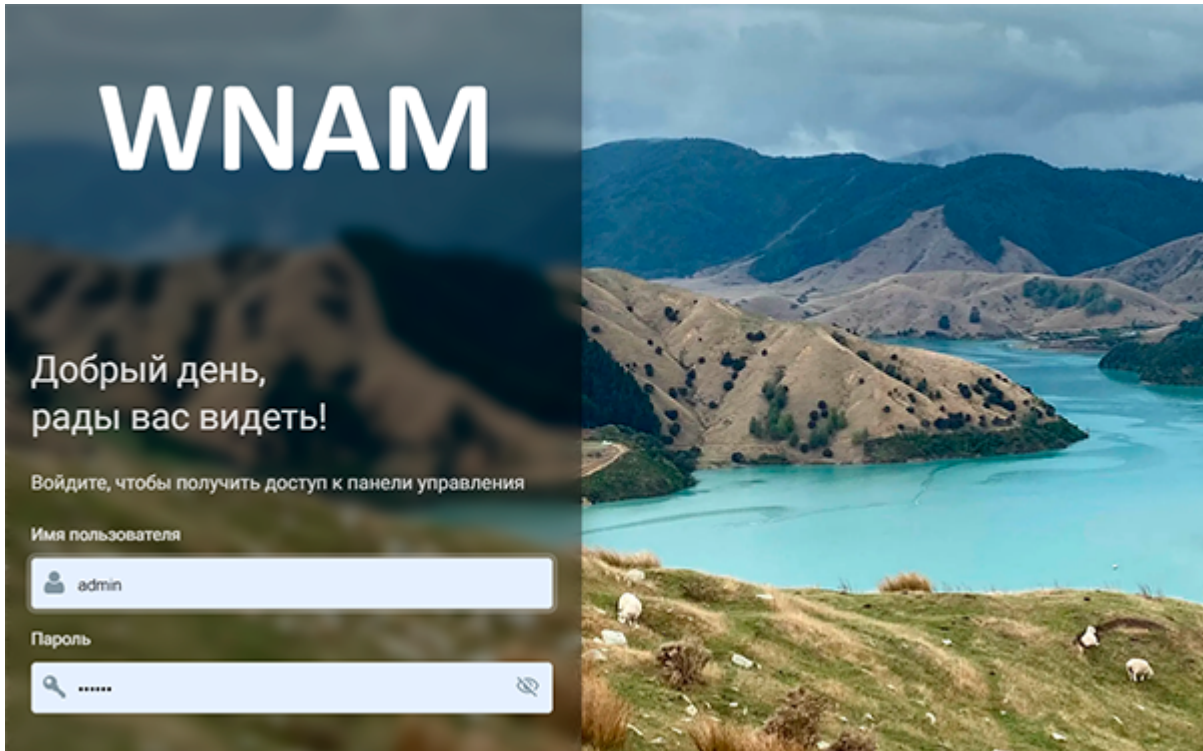 WNAM
Добрый день,
рады вас видеть!
Войдите, чтобы получить доступ к панели управления
Имя пользователя
admin
Пароль
••••••